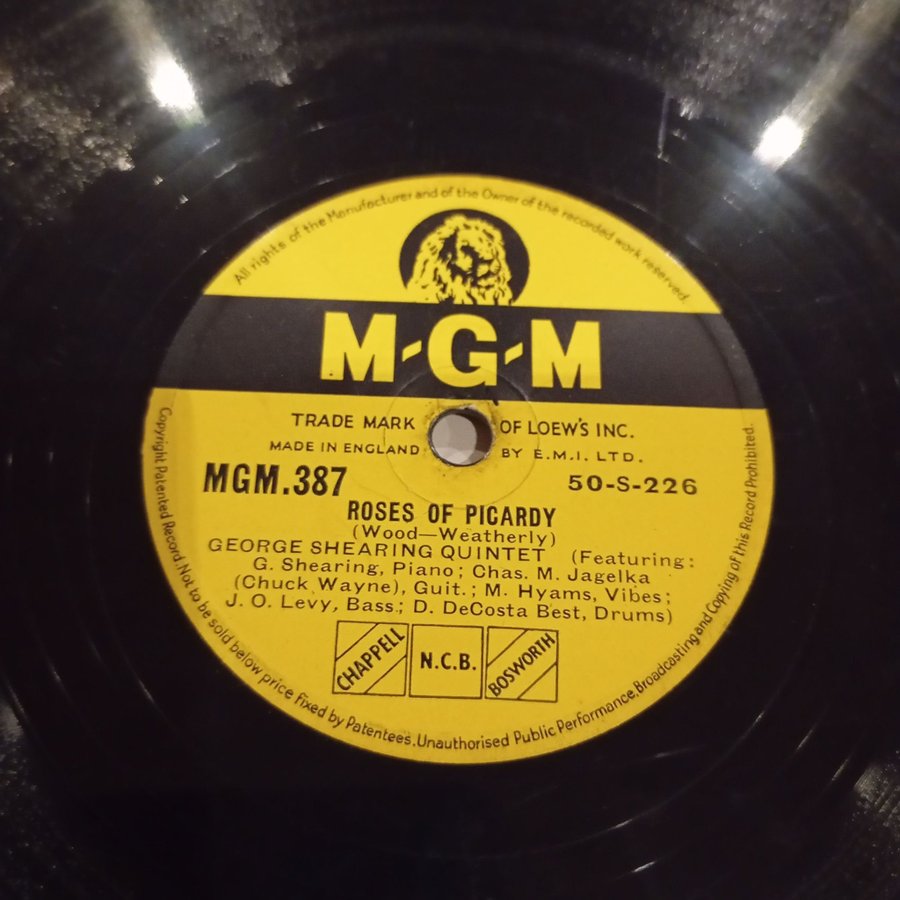 All rights of the Manufacturer and of the Owner of the recorded work reserved.
M-G-M
TRADE MARK OF LOEW'S INC.
MADE IN ENGLAND BY E.M.I. LTD.
MGM.387 50-S-226
ROSES OF PICARDY
(Wood—Weatherly)
GEORGE SHEARING QUINTET (Featuring:
G. Shearing, Piano; Chas. M. Jagelka
(Chuck Wayne), Guit.; M. Hyams, Vibes;
J. O. Levy, Bass; D. DeCosta Best, Drums)
CHAPPELL N.C.B. BOSWORTH
Copyright Patented Record. Not to be sold below price fixed by Patentees. Unauthorised Public Performance, Broadcasting and Copying of this Record Prohibited.